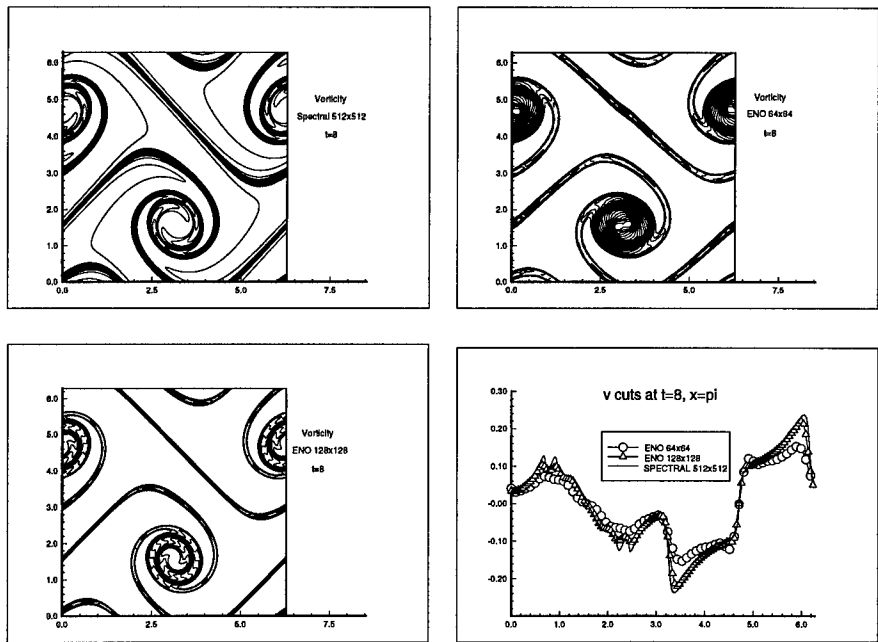 6.0
5.0
4.0
3.0
2.0
1.0
0.0
0.0 2.5 5.0 7.5
Vorticity
Spectral 512x512
t=8
6.0
5.0
4.0
3.0
2.0
1.0
0.0
0.0 2.5 5.0 7.5
Vorticity
ENO 64x64
t=8
6.0
5.0
4.0
3.0
2.0
1.0
0.0
0.0 2.5 5.0 7.5
Vorticity
ENO 128x128
t=8
v cuts at t=8, x=pi
0.30
0.20
0.10
-0.00
-0.10
-0.20
0.0 1.0 2.0 3.0 4.0 5.0 6.0
ENO 64x64
ENO 128x128
SPECTRAL 512x512